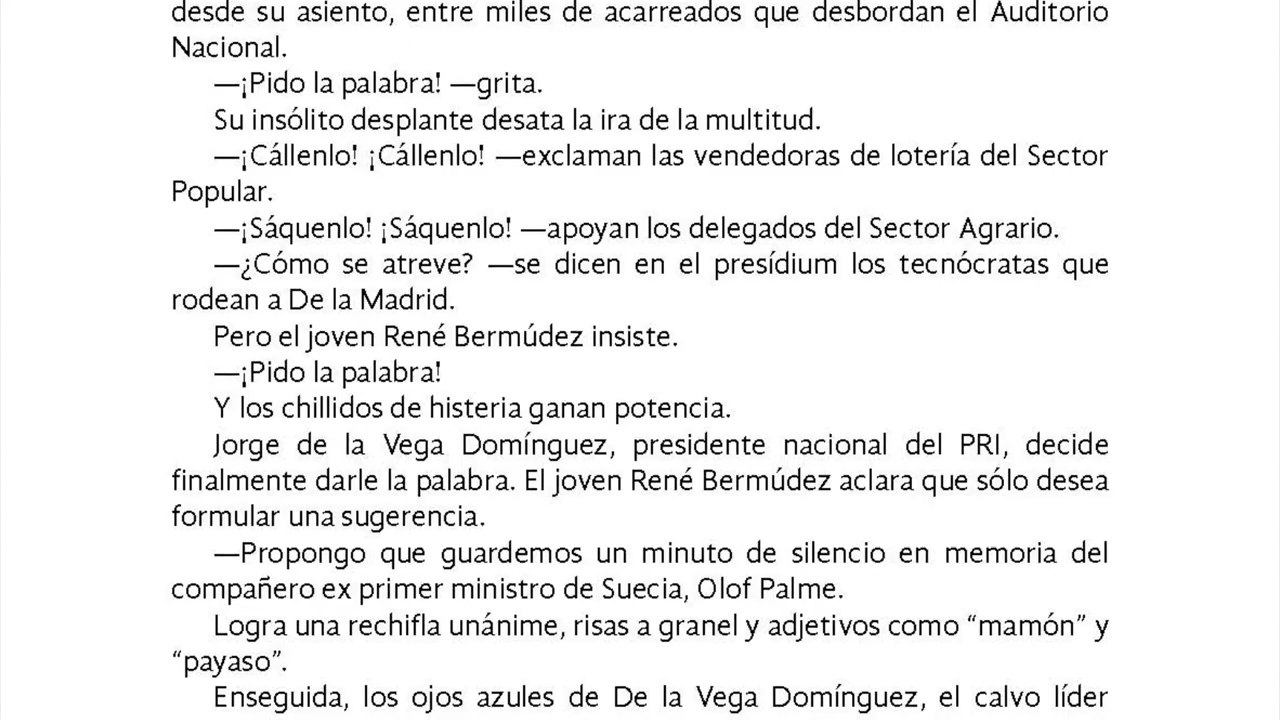 desde su asiento, entre miles de acarreados que desbordan el Auditorio
Nacional.
—¡Pido la palabra! —grita.
Su insólito desplante desata la ira de la multitud.
—¡Cállenlo! ¡Cállenlo! —exclaman las vendedoras de lotería del Sector
Popular.
—¡Sáquenlo! ¡Sáquenlo! —apoyan los delegados del Sector Agrario.
—¿Cómo se atreve? —se dicen en el presídium los tecnócratas que
rodean a De la Madrid.
Pero el joven René Bermúdez insiste.
—¡Pido la palabra!
Y los chillidos de histeria ganan potencia.
Jorge de la Vega Domínguez, presidente nacional del PRI, decide
finalmente darle la palabra. El joven René Bermúdez aclara que sólo desea
formular una sugerencia.
—Propongo que guardemos un minuto de silencio en memoria del
compañero ex primer ministro de Suecia, Olof Palme.
Logra una rechifla unánime, risas a granel y adjetivos como “mamón” y
“payaso”.
Enseguida, los ojos azules de De la Vega Domínguez, el calvo líder